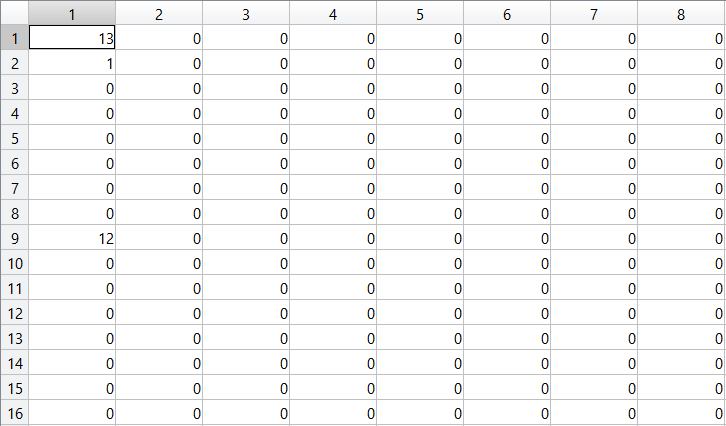 1 2 3 4 5 6 7 8
1 13 0 0 0 0 0 0 0
2 1 0 0 0 0 0 0 0
3 0 0 0 0 0 0 0 0
4 0 0 0 0 0 0 0 0
5 0 0 0 0 0 0 0 0
6 0 0 0 0 0 0 0 0
7 0 0 0 0 0 0 0 0
8 0 0 0 0 0 0 0 0
9 12 0 0 0 0 0 0 0
10 0 0 0 0 0 0 0 0
11 0 0 0 0 0 0 0 0
12 0 0 0 0 0 0 0 0
13 0 0 0 0 0 0 0 0
14 0 0 0 0 0 0 0 0
15 0 0 0 0 0 0 0 0
16 0 0 0 0 0 0 0 0